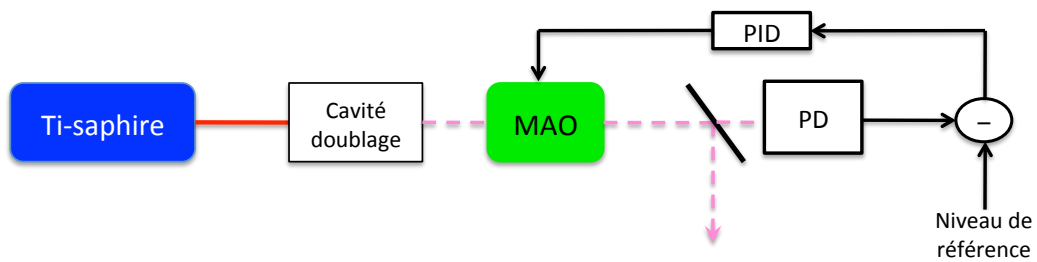 PID
Ti-saphire
Cavité
doublage
MAO
PD
–
Niveau de
référence